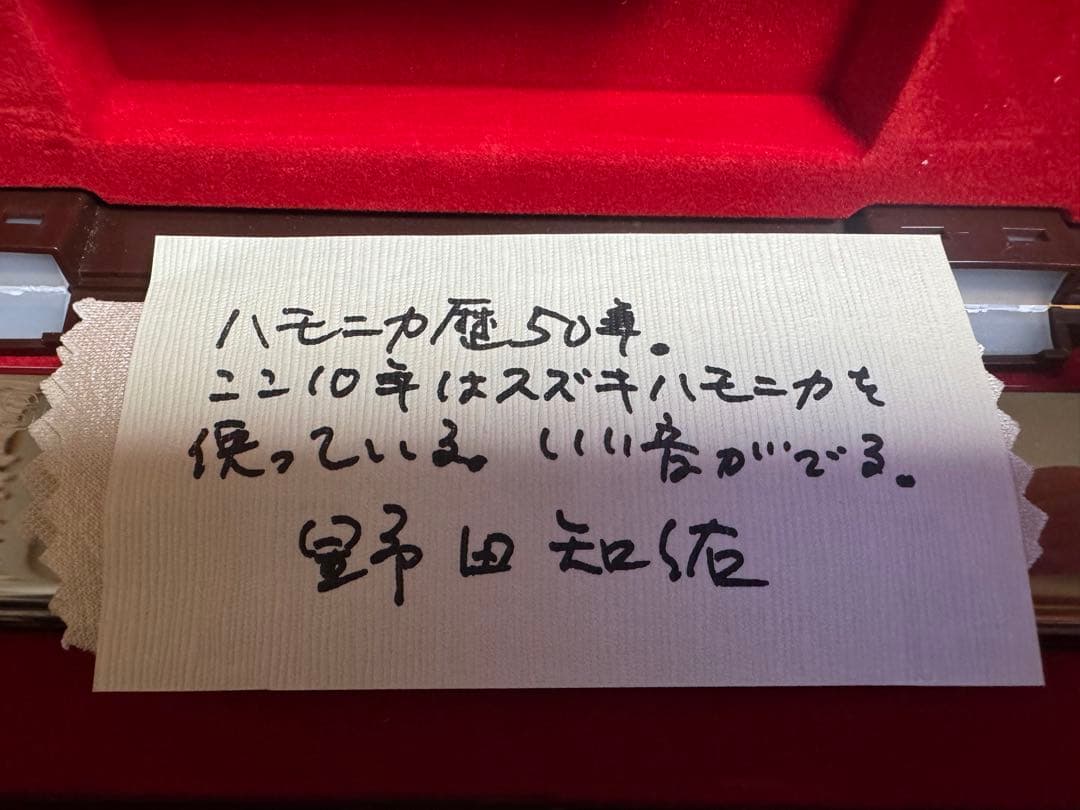 ハモニカ歴50年。
ここ10年はスズキハモニカを
使っている。いい音がでる。
野田知佑